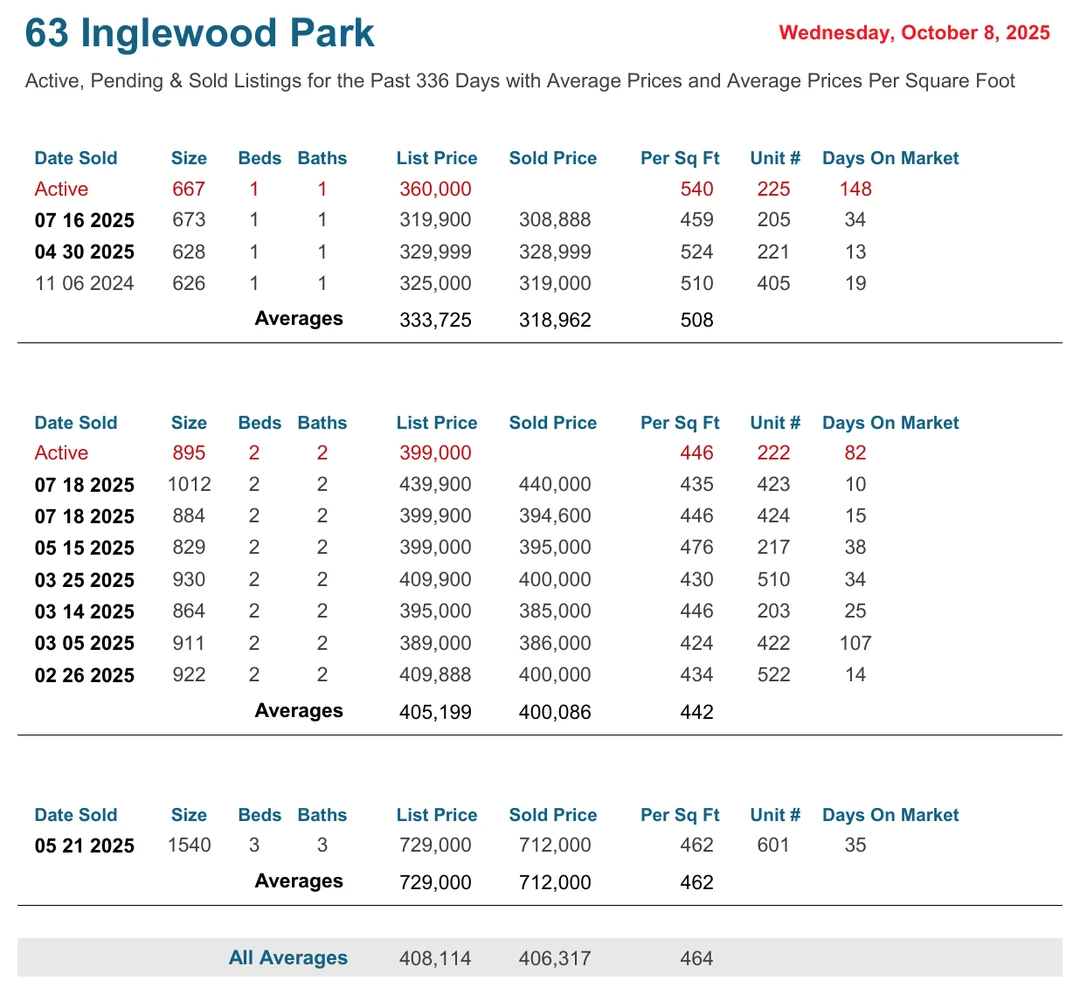 63 Inglewood Park
Wednesday, October 8, 2025
Active, Pending & Sold Listings for the Past 336 Days with Average Prices and Average Prices Per Square Foot
Date Sold Size Beds Baths List Price Sold Price Per Sq Ft Unit # Days On Market
Active 667 1 1 360,000 540 225 148
07 16 2025 673 1 1 319,900 308,888 459 205 34
04 30 2025 628 1 1 329,999 328,999 524 221 13
11 06 2024 626 1 1 325,000 319,000 510 405 19
Averages 333,725 318,962 508
Date Sold Size Beds Baths List Price Sold Price Per Sq Ft Unit # Days On Market
Active 895 2 2 399,000 446 222 82
07 18 2025 1012 2 2 439,900 440,000 435 423 10
07 18 2025 884 2 2 399,900 394,600 446 424 15
05 15 2025 829 2 2 399,000 395,000 476 217 38
03 25 2025 930 2 2 409,900 400,000 430 510 34
03 14 2025 864 2 2 395,000 385,000 446 203 25
03 05 2025 911 2 2 389,000 386,000 424 422 107
02 26 2025 922 2 2 409,888 400,000 434 522 14
Averages 405,199 400,086 442
Date Sold Size Beds Baths List Price Sold Price Per Sq Ft Unit # Days On Market
05 21 2025 1540 3 3 729,000 712,000 462 601 35
Averages 729,000 712,000 462
All Averages 408,114 406,317 464